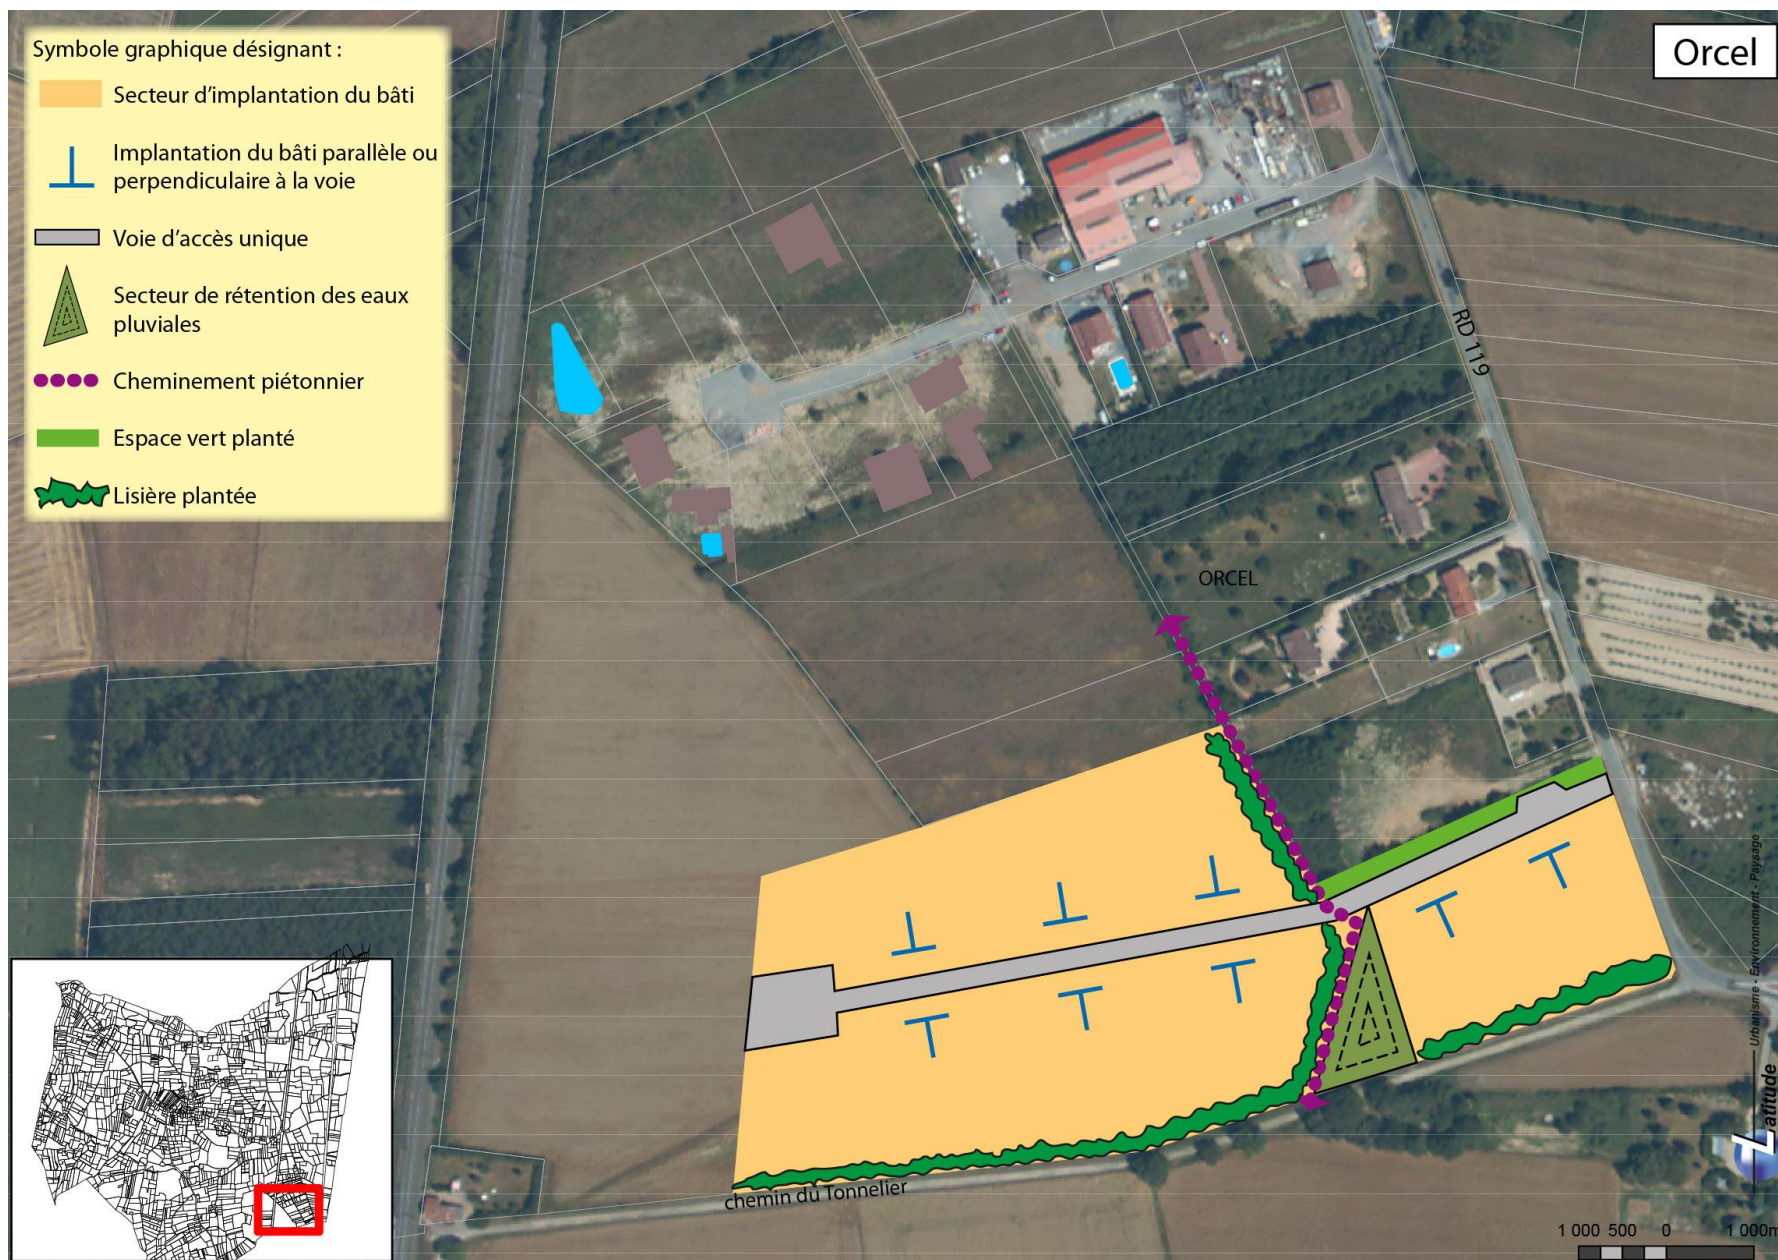 Symbole graphique désignant :
Secteur d'implantation du bâti
Implantation du bâti parallèle ou
perpendiculaire à la voie
Voie d'accès unique
Secteur de rétention des eaux
pluviales
Cheminement piétonnier
Espace vert planté
Lisière plantée
Orcel
RD 119
ORCEL
chemin du Tonnelier
Urbanisme - Environnement - Paysage
Latitude
1 000 500 0 1 000m